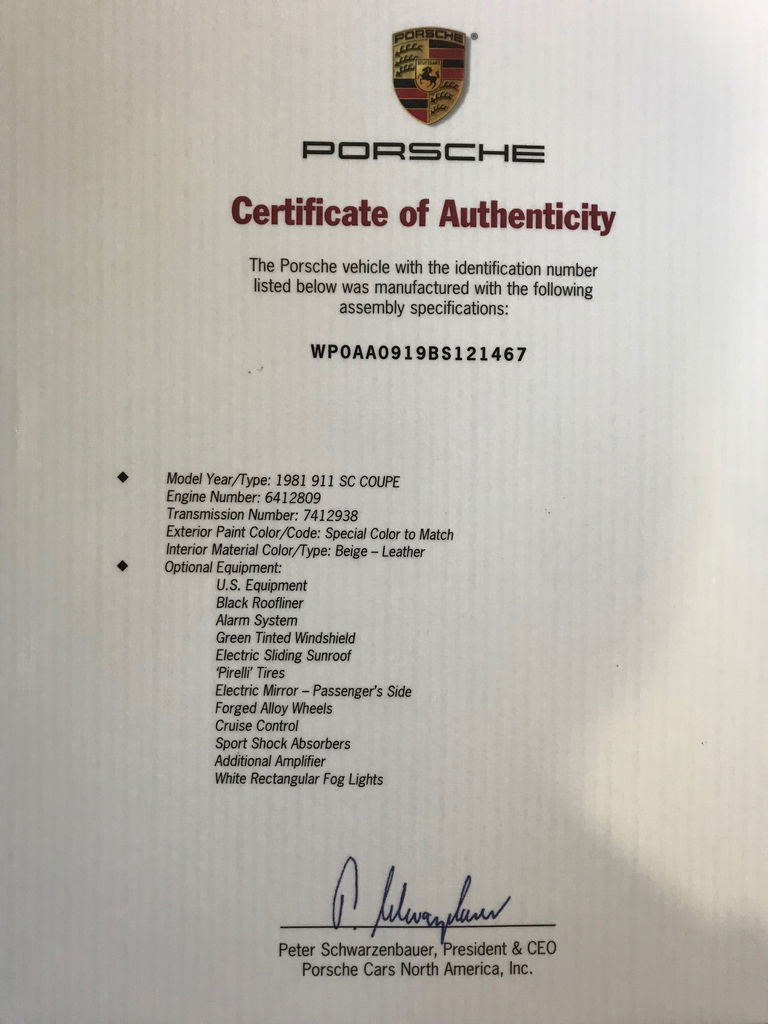 PORSCHE
STUTTGART
®
PORSCHE
Certificate of Authenticity
The Porsche vehicle with the identification number
listed below was manufactured with the following
assembly specifications:
WP0AA0919BS121467
◆ Model Year/Type: 1981 911 SC COUPE
Engine Number: 6412809
Transmission Number: 7412938
Exterior Paint Color/Code: Special Color to Match
Interior Material Color/Type: Beige – Leather
◆ Optional Equipment:
U.S. Equipment
Black Roofliner
Alarm System
Green Tinted Windshield
Electric Sliding Sunroof
'Pirelli' Tires
Electric Mirror – Passenger's Side
Forged Alloy Wheels
Cruise Control
Sport Shock Absorbers
Additional Amplifier
White Rectangular Fog Lights
P. Schwarzenbauer
Peter Schwarzenbauer, President & CEO
Porsche Cars North America, Inc.